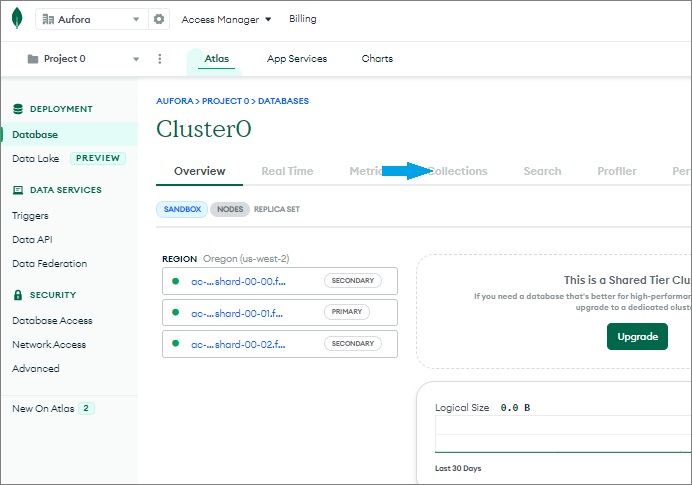 Aufora
Access Manager
Billing
Project 0
Atlas
App Services
Charts
DEPLOYMENT
Database
Data Lake PREVIEW
DATA SERVICES
Triggers
Data API
Data Federation
SECURITY
Database Access
Network Access
Advanced
New On Atlas 2
AUFORA > PROJECT 0 > DATABASES
Cluster0
Overview
Real Time
Metric
ollections
Search
Profiler
Per
SANDBOX NODES REPLICA SET
REGION Oregon (us-west-2)
ac-...shard-00-00.f... SECONDARY
ac-...shard-00-01.f... PRIMARY
ac-...shard-00-02.f... SECONDARY
This is a Shared Tier Clu
If you need a database that's better for high-performan
upgrade to a dedicated clust
Upgrade
Logical Size 0.0 B
Last 30 Days